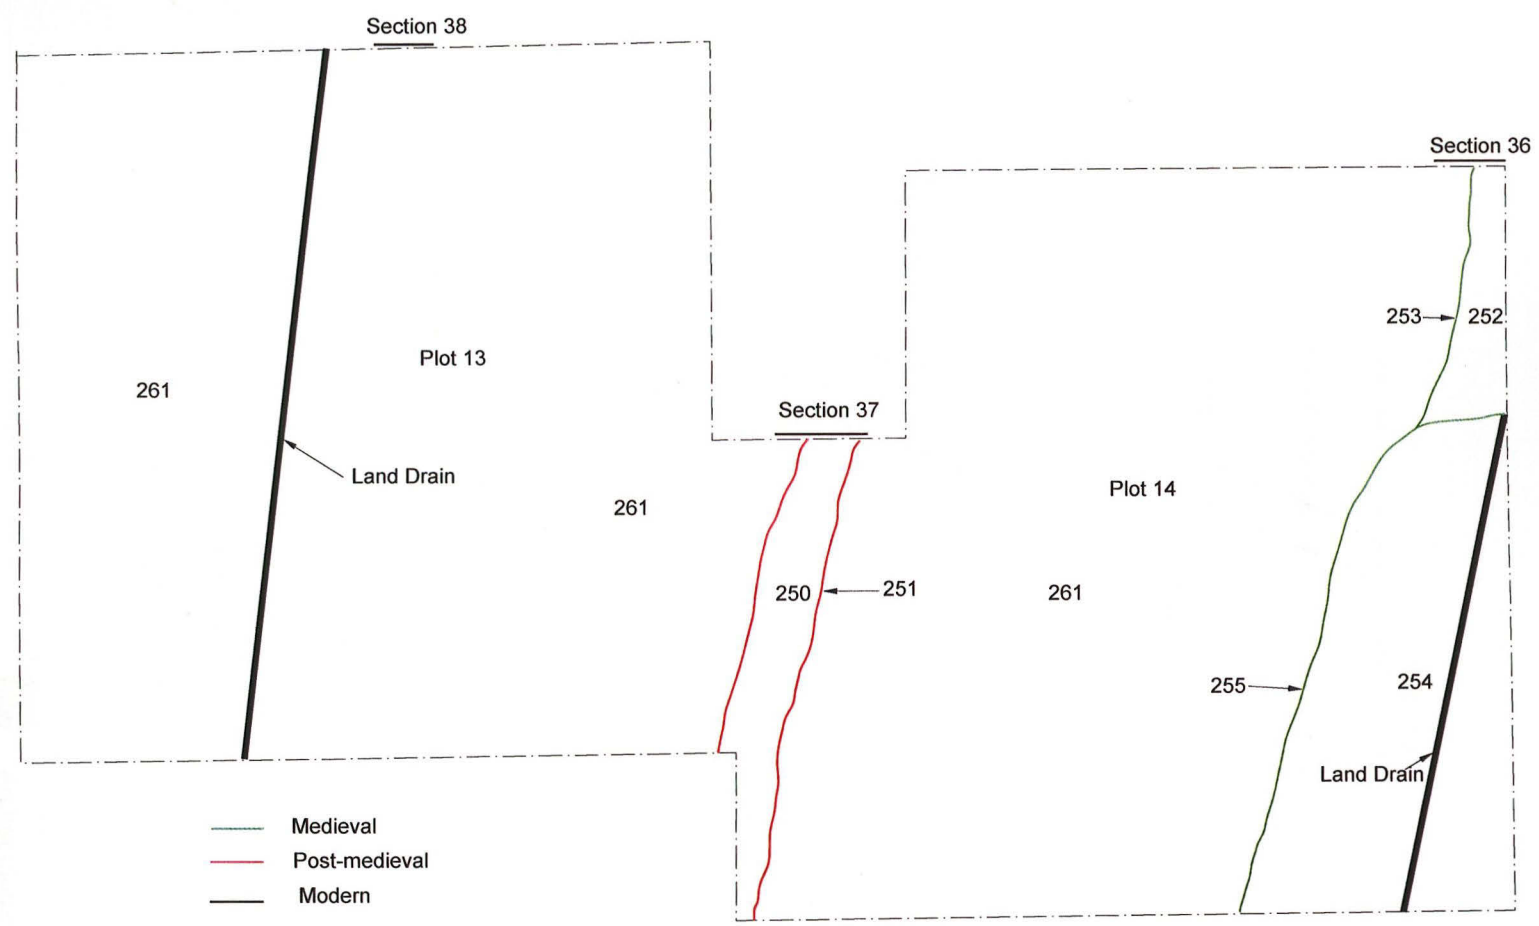 Section 38
Section 36
253
252
Plot 13
261
Section 37
Land Drain
Plot 14
261
250
251
261
255
254
Land Drain
Medieval
Post-medieval
Modern